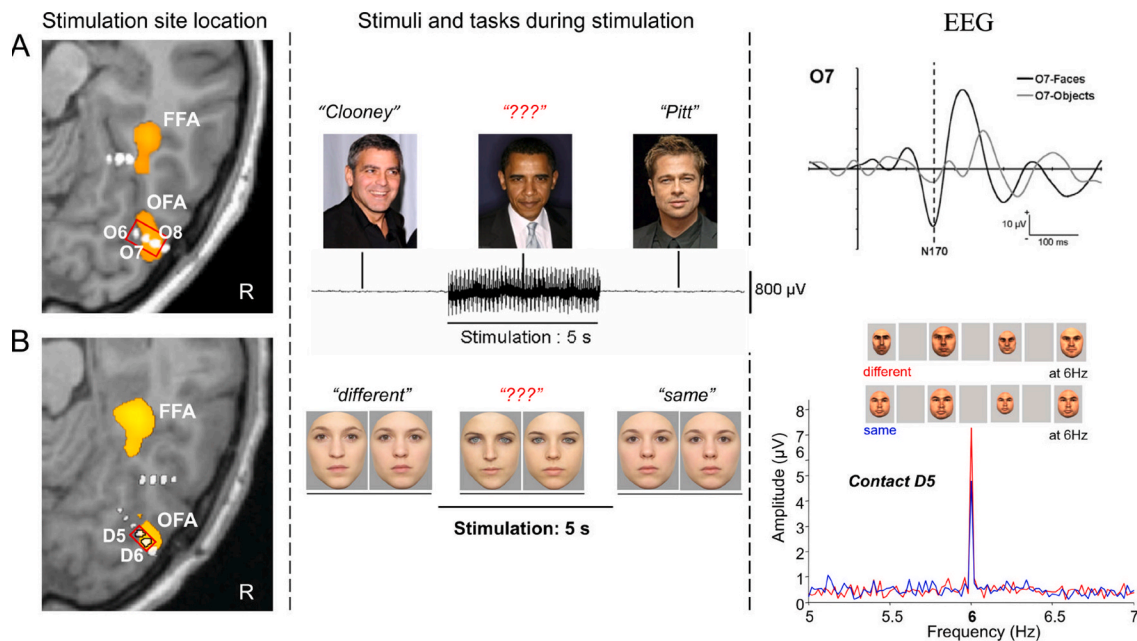 Stimulation site location
Stimuli and tasks during stimulation
EEG
A
FFA
OFA
O6
O8
O7
R
“Clooney”
“???”
“Pitt”
Stimulation : 5 s
800 µV
O7
O7-Faces
O7-Objects
N170
+
10 µV
-
100 ms
B
FFA
OFA
D5
D6
R
“different”
“???”
“same”
Stimulation: 5 s
different
at 6Hz
same
at 6Hz
Contact D5
Amplitude (µV)
8
7
6
5
4
3
2
1
0
5
5.5
6
6.5
7
Frequency (Hz)